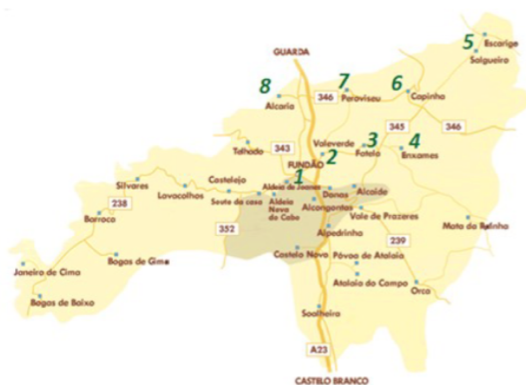 Escarigo
5
Salgueiro
GUARDA
8
7
6
Alcaria
346
Peroviseu
Capinha
Valeverde
3
345
346
Telhado
343
2
Fatela
4
Enxames
FUNDÃO
1
Silvares
Castelejo
Aldeia de Joanes
Donas
Alcaide
Lavacolhos
Souto da casa
Aldeia
Nova
do Cabo
Alcongosta
238
Barroca
352
Vale de Prazeres
Mata da Rainha
Alpedrinha
239
Bogas de Cima
Castelo Novo
Póvoa de Atalaia
Janeiro de Cima
Atalaia do Campo
Orca
Bogas de Baixo
Soalheira
A23
CASTELO BRANCO